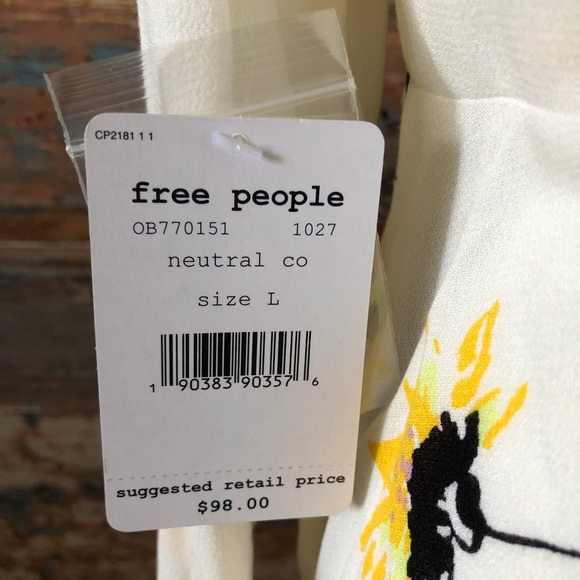 CP2181 1 1
free people
OB770151 1027
neutral co
size L
1 90383 90357 6
suggested retail price
$98.00